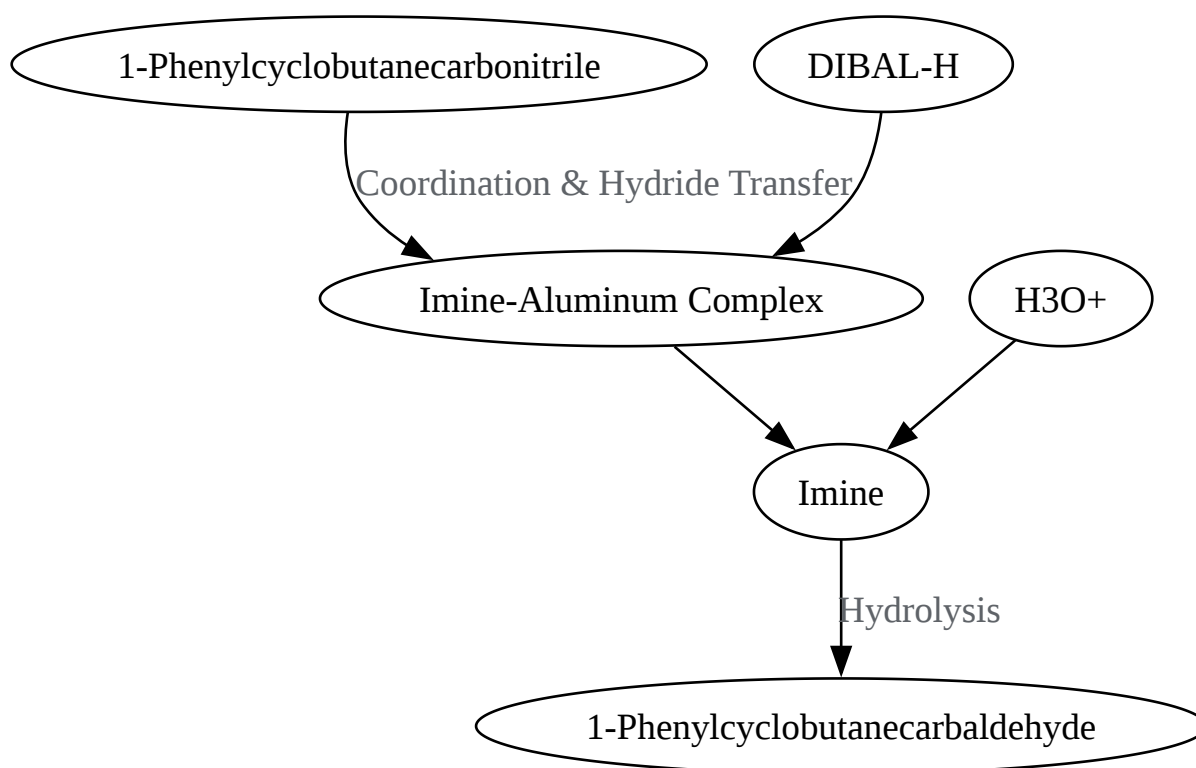 1-Phenylcyclobutanecarbonitrile
DIBAL-H
Coordination & Hydride Transfer
Imine-Aluminum Complex
H3O+
Imine
Hydrolysis
1-Phenylcyclobutanecarbaldehyde